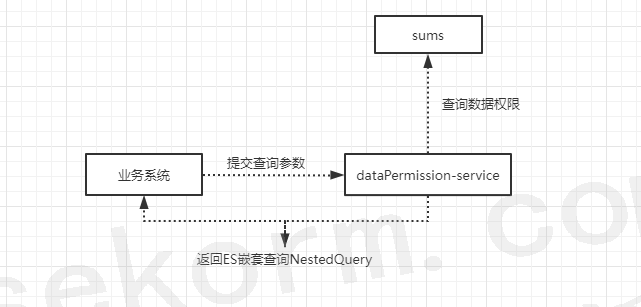 sums
查询数据权限
提交查询参数
业务系统
dataPermission-service
返回ES嵌套查询NestedQuery
sekorm.com